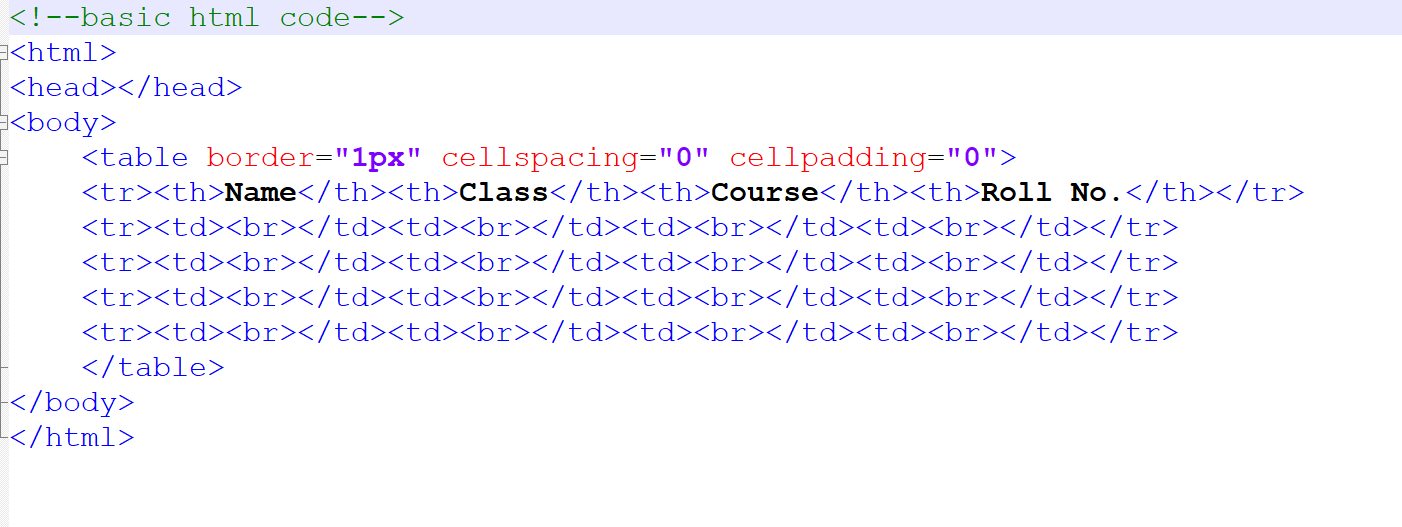 <!--basic html code-->
<html>
<head></head>
<body>
    <table border="1px" cellspacing="0" cellpadding="0">
    <tr><th>Name</th><th>Class</th><th>Course</th><th>Roll No.</th></tr>
    <tr><td><br></td><td><br></td><td><br></td><td><br></td></tr>
    <tr><td><br></td><td><br></td><td><br></td><td><br></td></tr>
    <tr><td><br></td><td><br></td><td><br></td><td><br></td></tr>
    <tr><td><br></td><td><br></td><td><br></td><td><br></td></tr>
    </table>
</body>
</html>